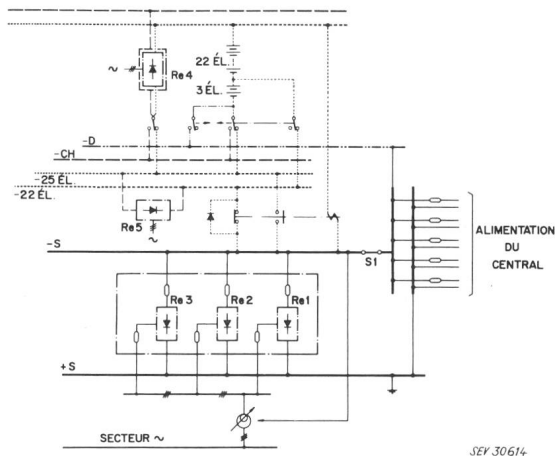 Re4
22 ÉL.
3 ÉL.
-D
-CH
-25 ÉL.
-22 ÉL.
Re5
-S
S1
ALIMENTATION
DU
CENTRAL
Re3
Re2
Re1
+S
SECTEUR ~
SEV 30614